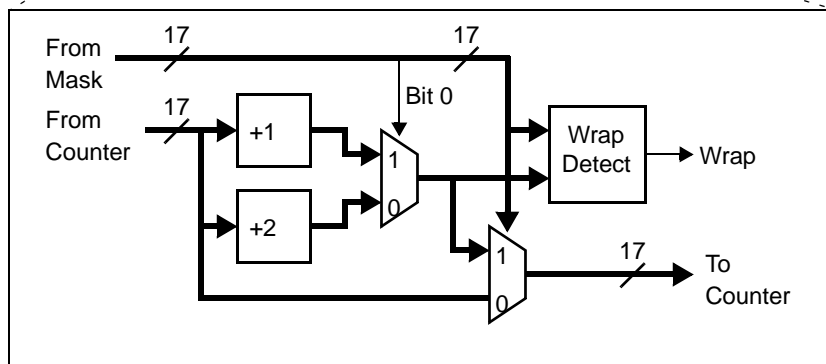 17
17
From
Mask
Bit 0
17
From
Counter
+1
1
Wrap
Detect
Wrap
0
+2
17
1
To
Counter
0